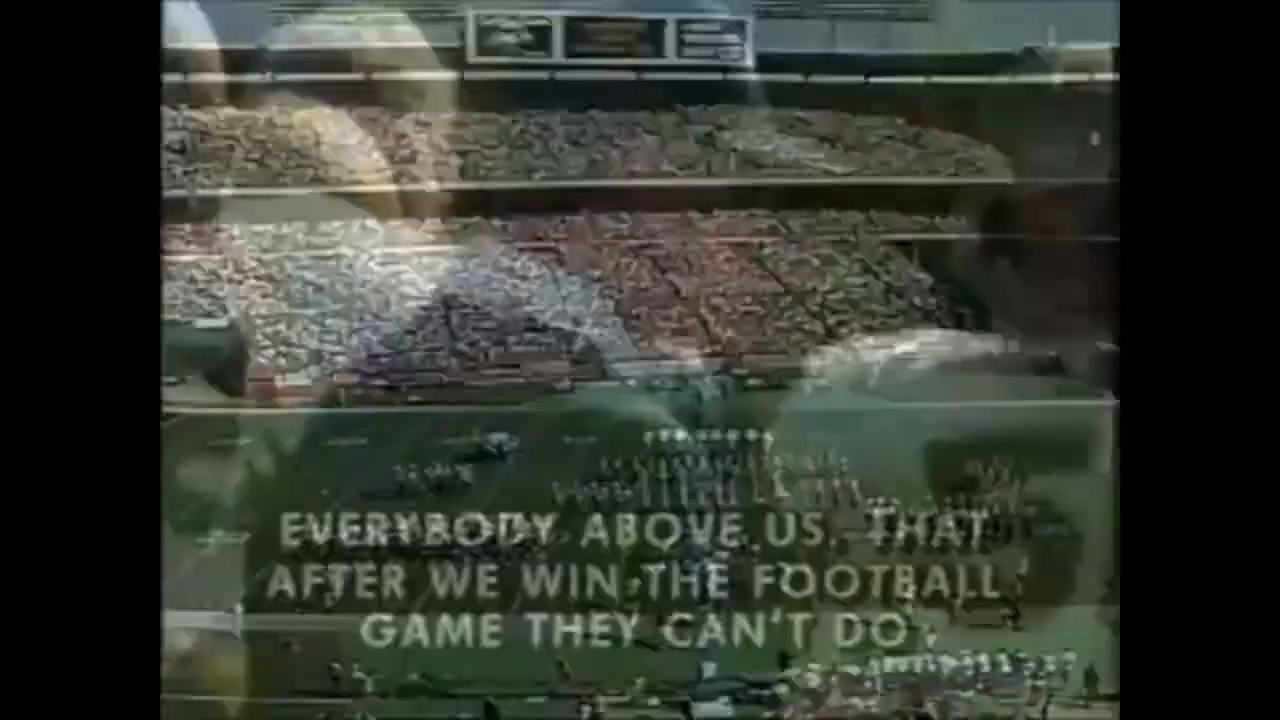 EVERYBODY ABOVE US. THAT
AFTER WE WIN THE FOOTBALL
GAME THEY CAN'T DO